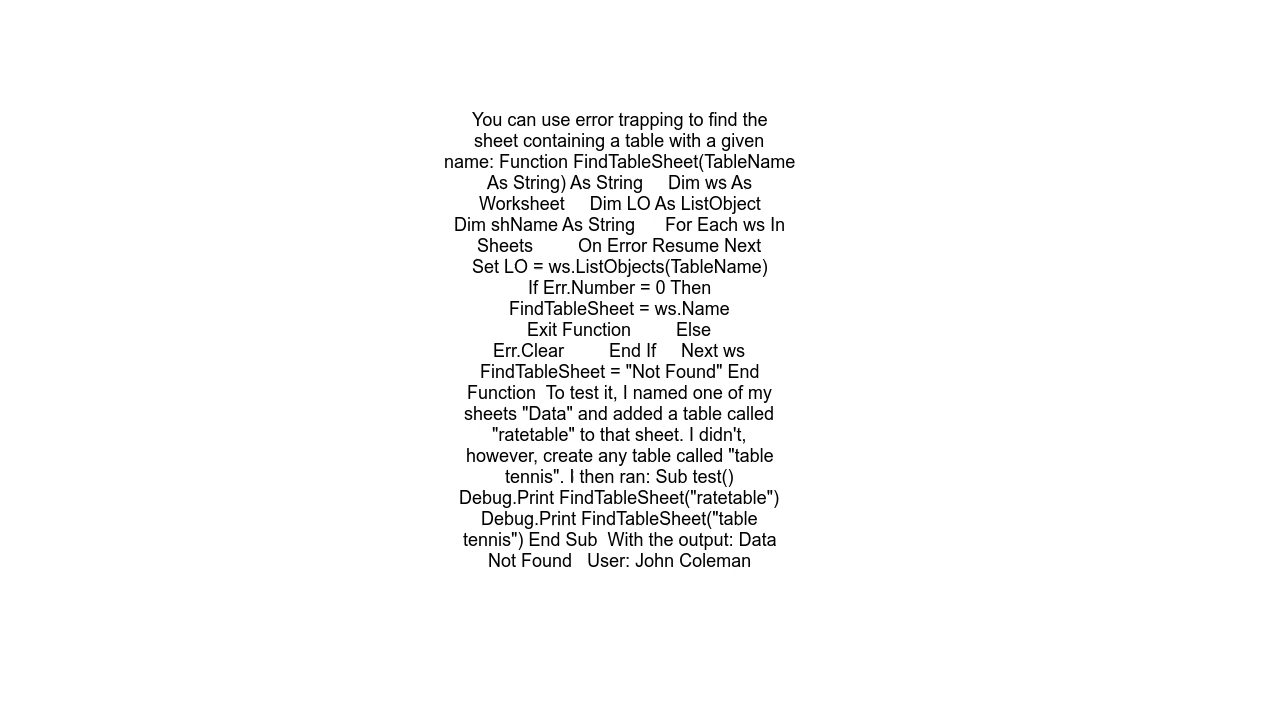 You can use error trapping to find the
sheet containing a table with a given
name: Function FindTableSheet(TableName
As String) As String     Dim ws As
Worksheet     Dim LO As ListObject
Dim shName As String      For Each ws In
Sheets         On Error Resume Next
Set LO = ws.ListObjects(TableName)
If Err.Number = 0 Then
FindTableSheet = ws.Name
Exit Function         Else
Err.Clear         End If     Next ws
FindTableSheet = "Not Found" End
Function  To test it, I named one of my
sheets "Data" and added a table called
"ratetable" to that sheet. I didn't,
however, create any table called "table
tennis". I then ran: Sub test()
Debug.Print FindTableSheet("ratetable")
Debug.Print FindTableSheet("table
tennis") End Sub  With the output: Data
Not Found   User: John Coleman